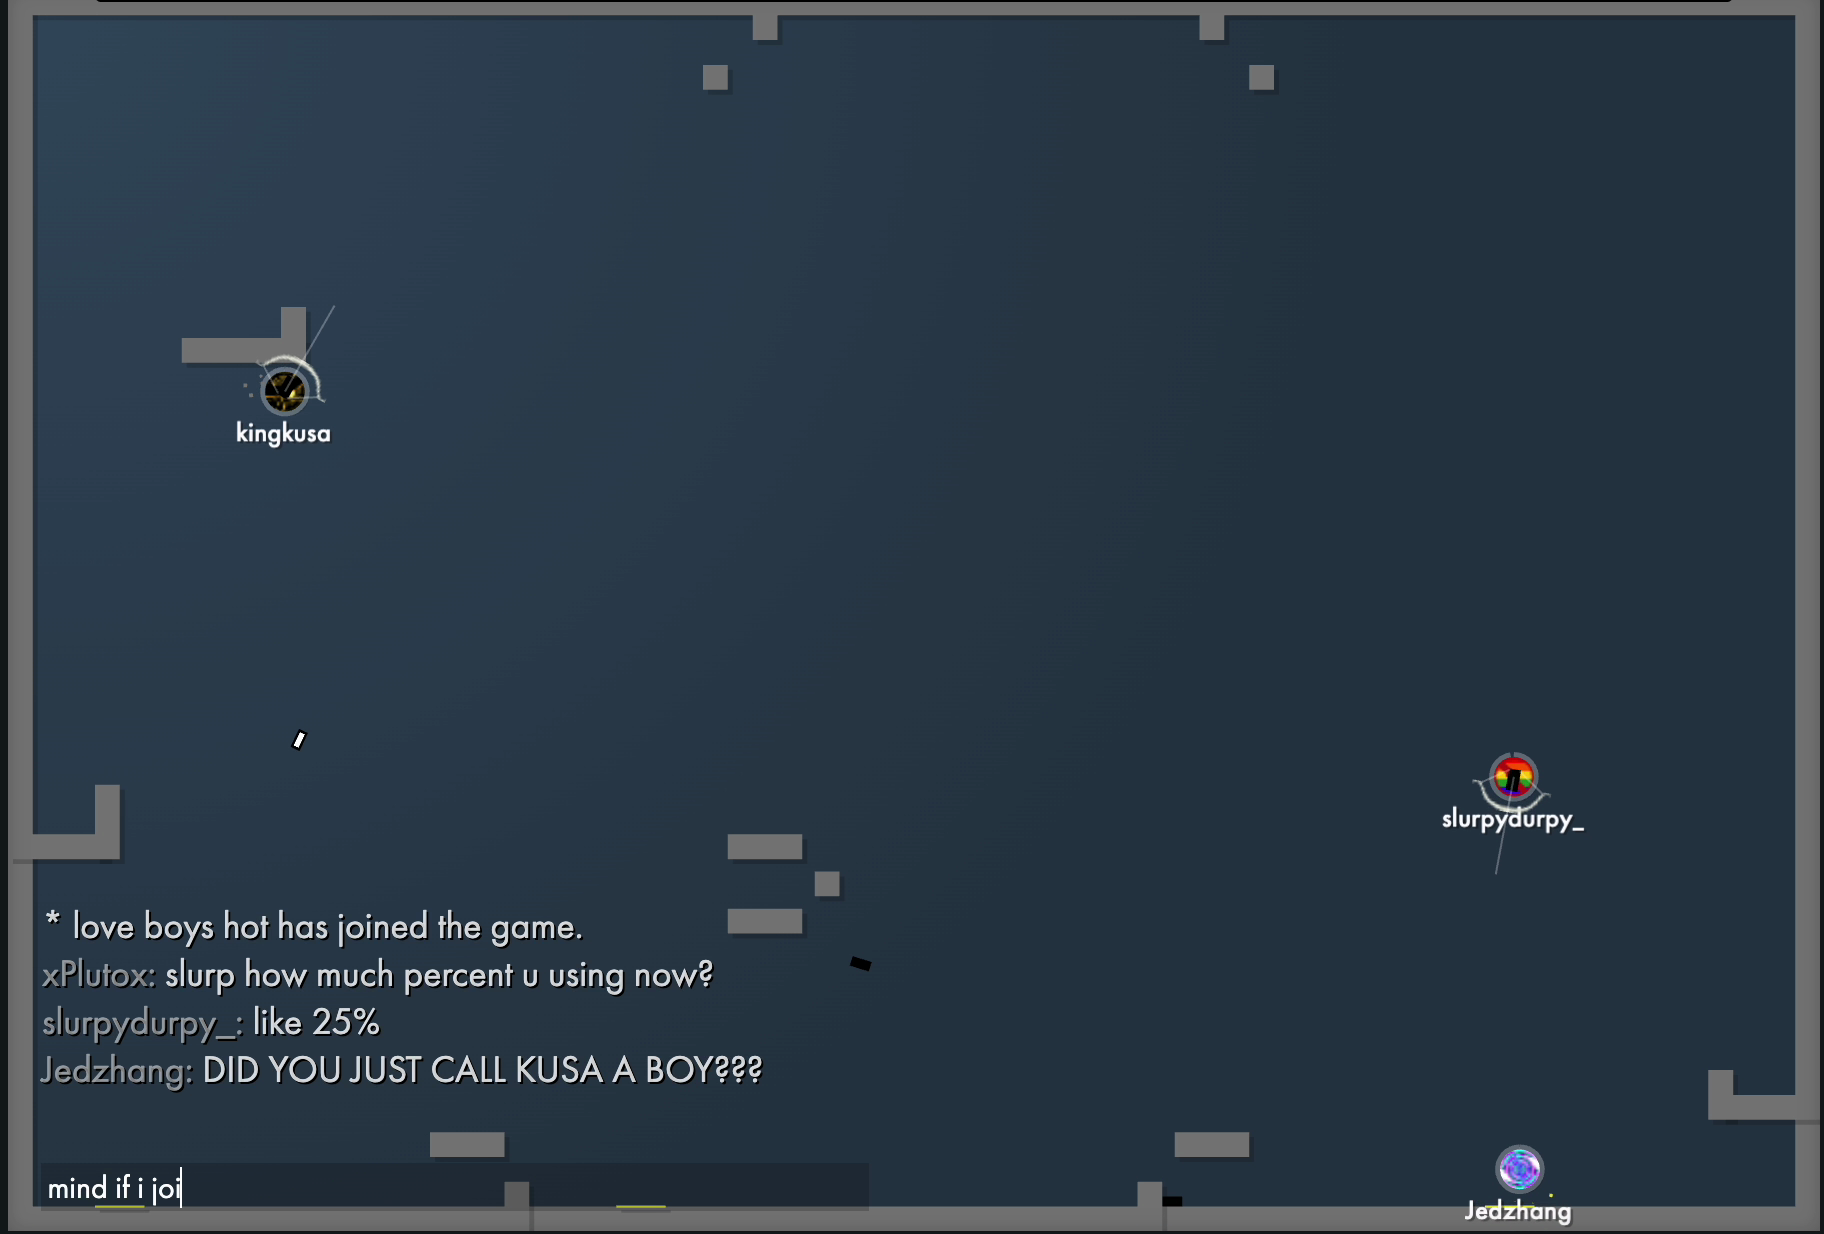 kingkusa
slurpydurpy_
* love boys hot has joined the game.
xPlutox: slurp how much percent u using now?
slurpydurpy_: like 25%
Jedzhang: DID YOU JUST CALL KUSA A BOY???
mind if i joi
Jedzhang